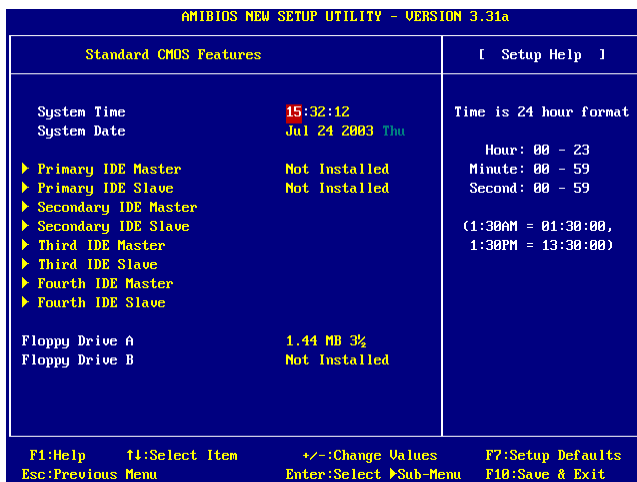 AMIBIOS NEW SETUP UTILITY - VERSION 3.31a
Standard CMOS Features
[ Setup Help ]
System Time 15:32:12
System Date Jul 24 2003 Thu
▶ Primary IDE Master Not Installed
▶ Primary IDE Slave Not Installed
▶ Secondary IDE Master
▶ Secondary IDE Slave
▶ Third IDE Master
▶ Third IDE Slave
▶ Fourth IDE Master
▶ Fourth IDE Slave
Floppy Drive A 1.44 MB 3½
Floppy Drive B Not Installed
Time is 24 hour format
Hour: 00 - 23
Minute: 00 - 59
Second: 00 - 59
(1:30AM = 01:30:00,
1:30PM = 13:30:00)
F1:Help ↑↓:Select Item +/-:Change Values F7:Setup Defaults
Esc:Previous Menu Enter:Select ▶Sub-Menu F10:Save & Exit